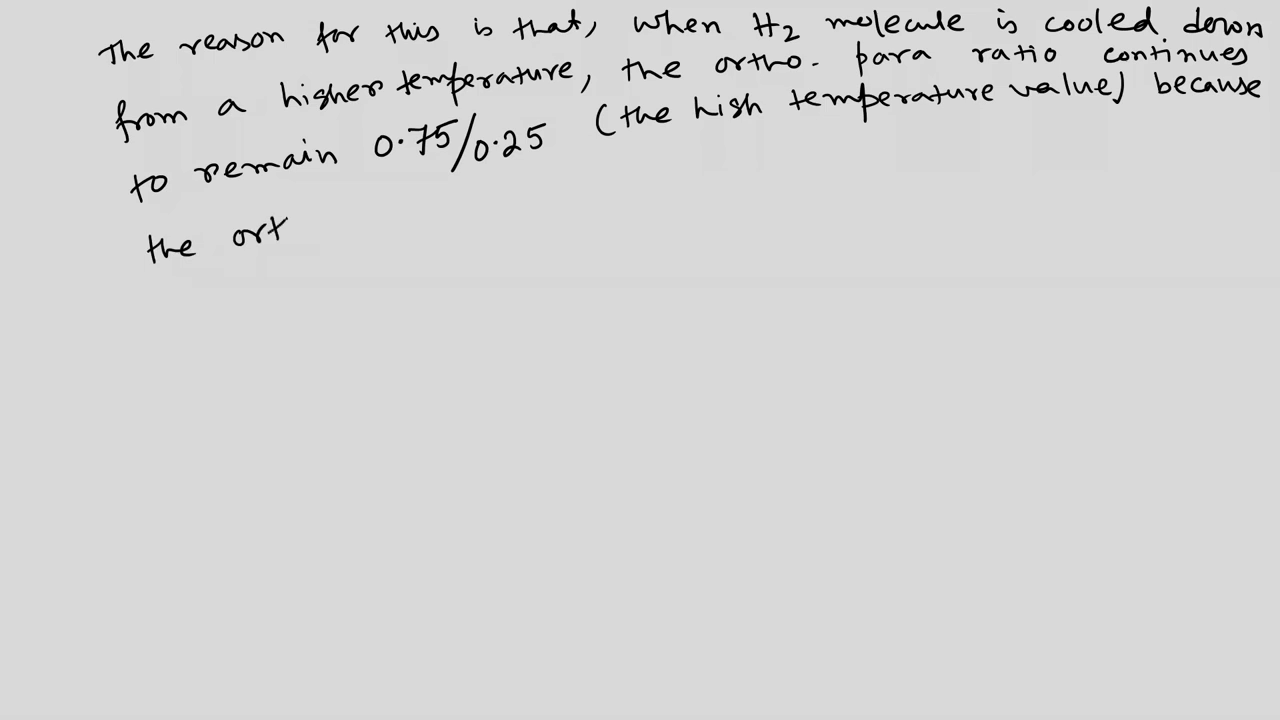 The reason for this is that, when H₂ molecule is cooled down
from a higher temperature, the ortho-para ratio continues
to remain 0.75/0.25 (the high temperature value) because
the ort